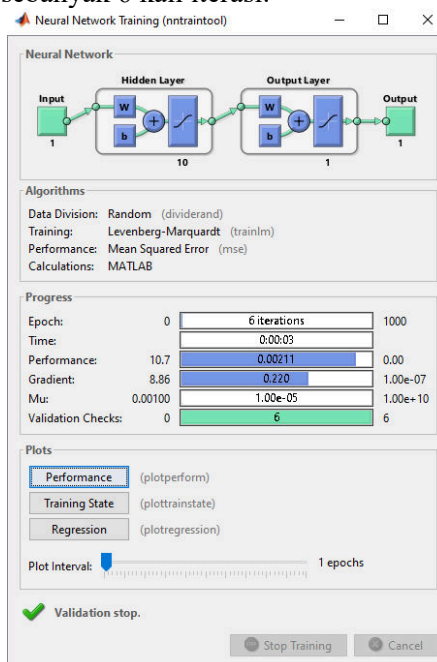 sebanyak 6 kali iterasi.
Neural Network Training (nntraintool)
Neural Network
Hidden Layer
Output Layer
Input
W
b
W
b
Output
1
10
1
1
Algorithms
Data Division: Random (dividerand)
Training: Levenberg-Marquardt (trainlm)
Performance: Mean Squared Error (mse)
Calculations: MATLAB
Progress
Epoch: 0 6 iterations 1000
Time: 0:00:03
Performance: 10.7 0.00211 0.00
Gradient: 8.86 0.220 1.00e-07
Mu: 0.00100 1.00e-05 1.00e+10
Validation Checks: 0 6 6
Plots
Performance (plotperform)
Training State (plottrainstate)
Regression (plotregression)
Plot Interval: 1 epochs
Validation stop.
Stop Training Cancel